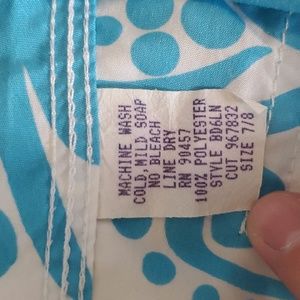 MACHINE WASH
COLD, MILD SOAP
NO BLEACH
LINE DRY
RN 90457
100% POLYESTER
STYLE BD6LN
CUT 967832
SIZE 7/8